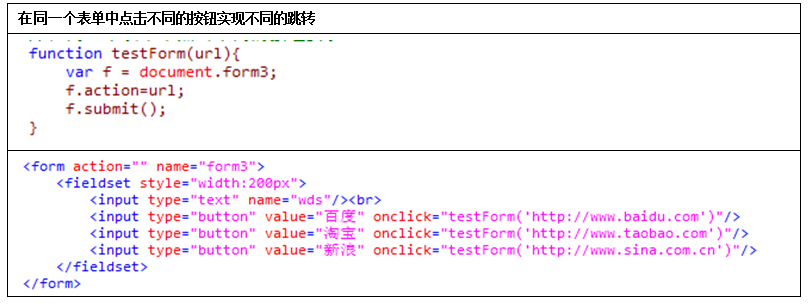 在同一个表单中点击不同的按钮实现不同的跳转
function testForm(url){
    var f = document.form3;
    f.action=url;
    f.submit();
}
<form action="" name="form3">
    <fieldset style="width:200px">
        <input type="text" name="wds"/><br>
        <input type="button" value="百度" onclick="testForm('http://www.baidu.com')"/>
        <input type="button" value="淘宝" onclick="testForm('http://www.taobao.com')"/>
        <input type="button" value="新浪" onclick="testForm('http://www.sina.com.cn')"/>
    </fieldset>
</form>